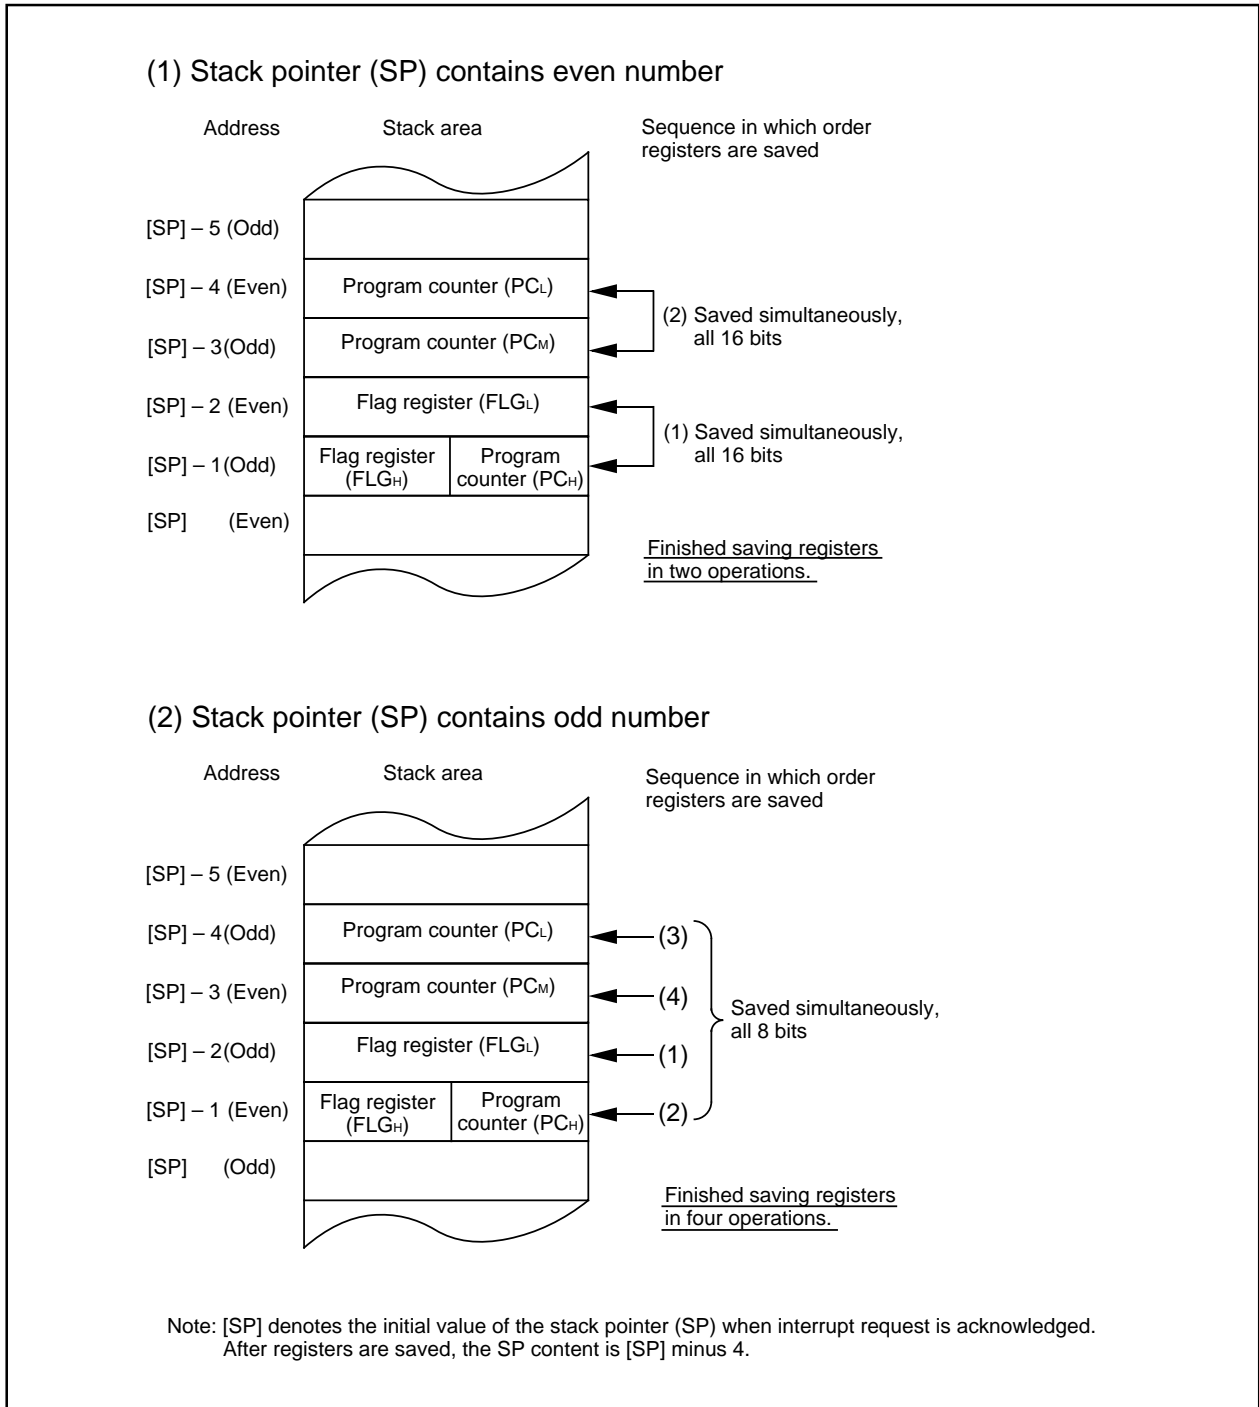 (1) Stack pointer (SP) contains even number
Address
Stack area
Sequence in which order
registers are saved
[SP] – 5 (Odd)
[SP] – 4 (Even)
Program counter (PCL)
(2) Saved simultaneously,
all 16 bits
[SP] – 3(Odd)
Program counter (PCM)
[SP] – 2 (Even)
Flag register (FLGL)
(1) Saved simultaneously,
all 16 bits
[SP] – 1(Odd)
Flag register
(FLGH)
Program
counter (PCH)
[SP] (Even)
Finished saving registers
in two operations.
(2) Stack pointer (SP) contains odd number
Address
Stack area
Sequence in which order
registers are saved
[SP] – 5 (Even)
[SP] – 4(Odd)
Program counter (PCL)
(3)
[SP] – 3 (Even)
Program counter (PCM)
(4)
Saved simultaneously,
all 8 bits
[SP] – 2(Odd)
Flag register (FLGL)
(1)
[SP] – 1 (Even)
Flag register
(FLGH)
Program
counter (PCH)
(2)
[SP] (Odd)
Finished saving registers
in four operations.
Note: [SP] denotes the initial value of the stack pointer (SP) when interrupt request is acknowledged.
After registers are saved, the SP content is [SP] minus 4.